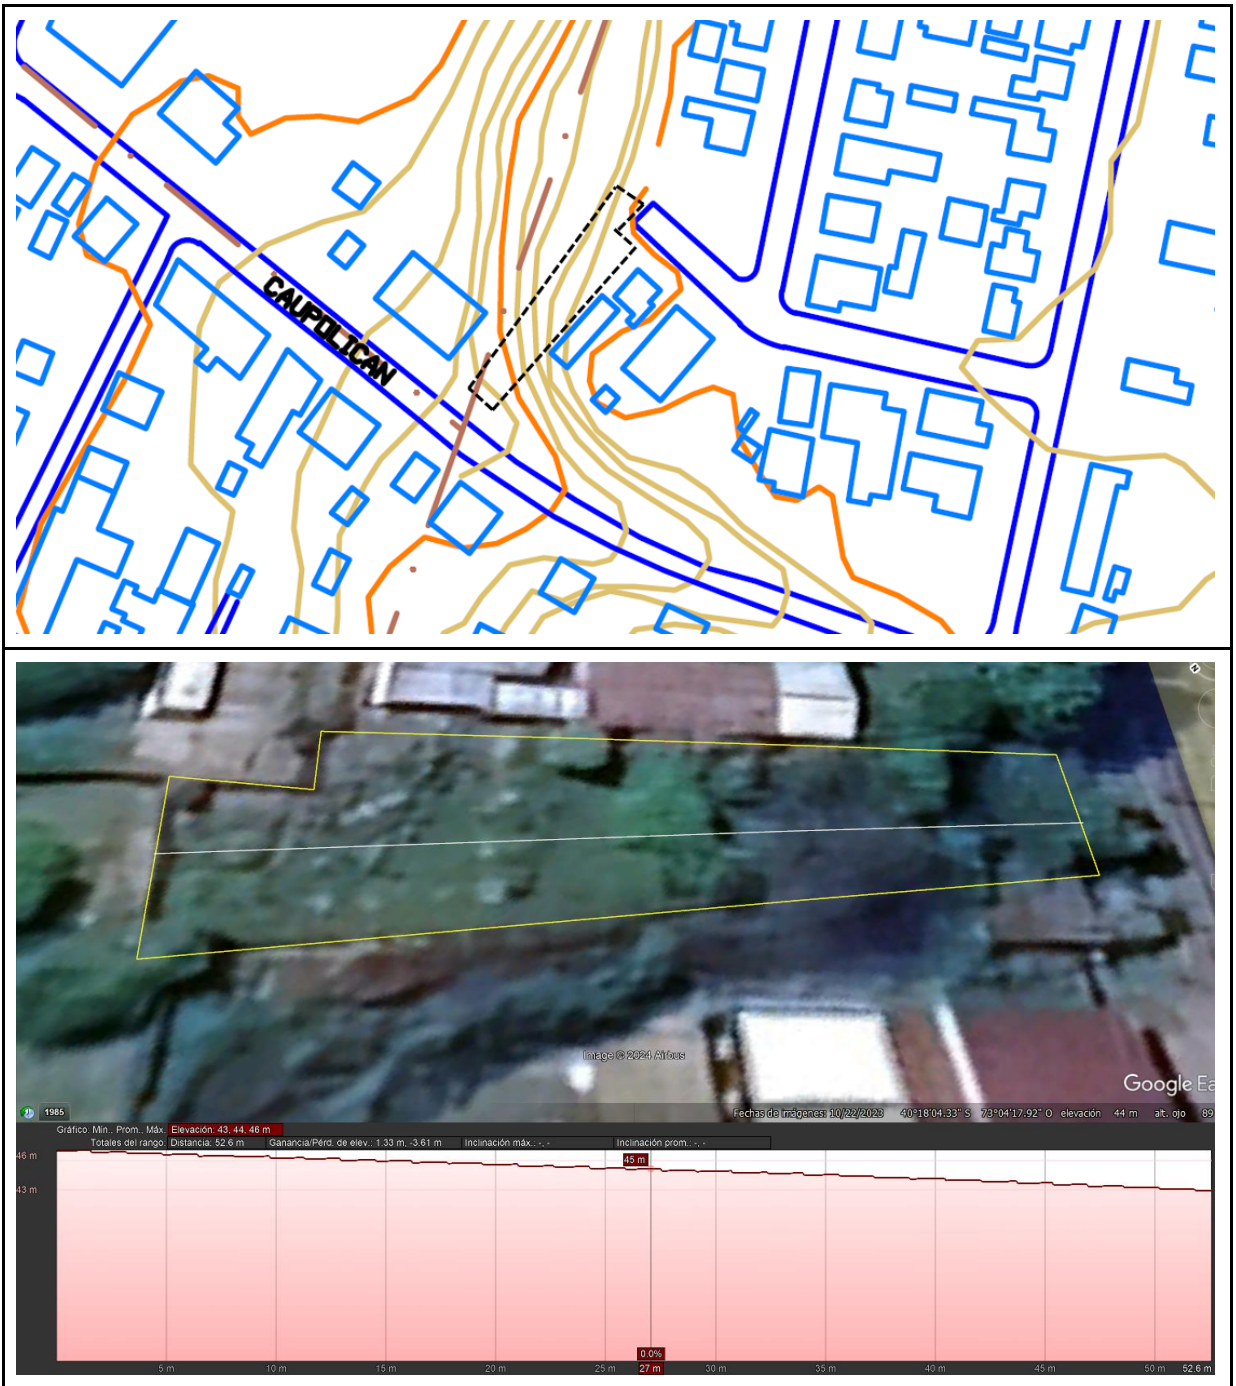 CAUPOLICAN
N
Image © 2024 Airbus
Google Ea
1985
Fechas de imágenes: 10/22/2023 40°18'04.33" S 73°04'17.92" O elevación 44 m alt. ojo 89
Gráfico: Mín., Prom., Máx. Elevación: 43, 44, 46 m
Totales del rango: Distancia: 52.6 m Ganancia/Pérd. de elev.: 1.33 m, -3.61 m Inclinación máx.: -, - Inclinación prom.: -, -
46 m
45 m
43 m
0.0%
5 m 10 m 15 m 20 m 25 m 27 m 30 m 35 m 40 m 45 m 50 m 52.6 m